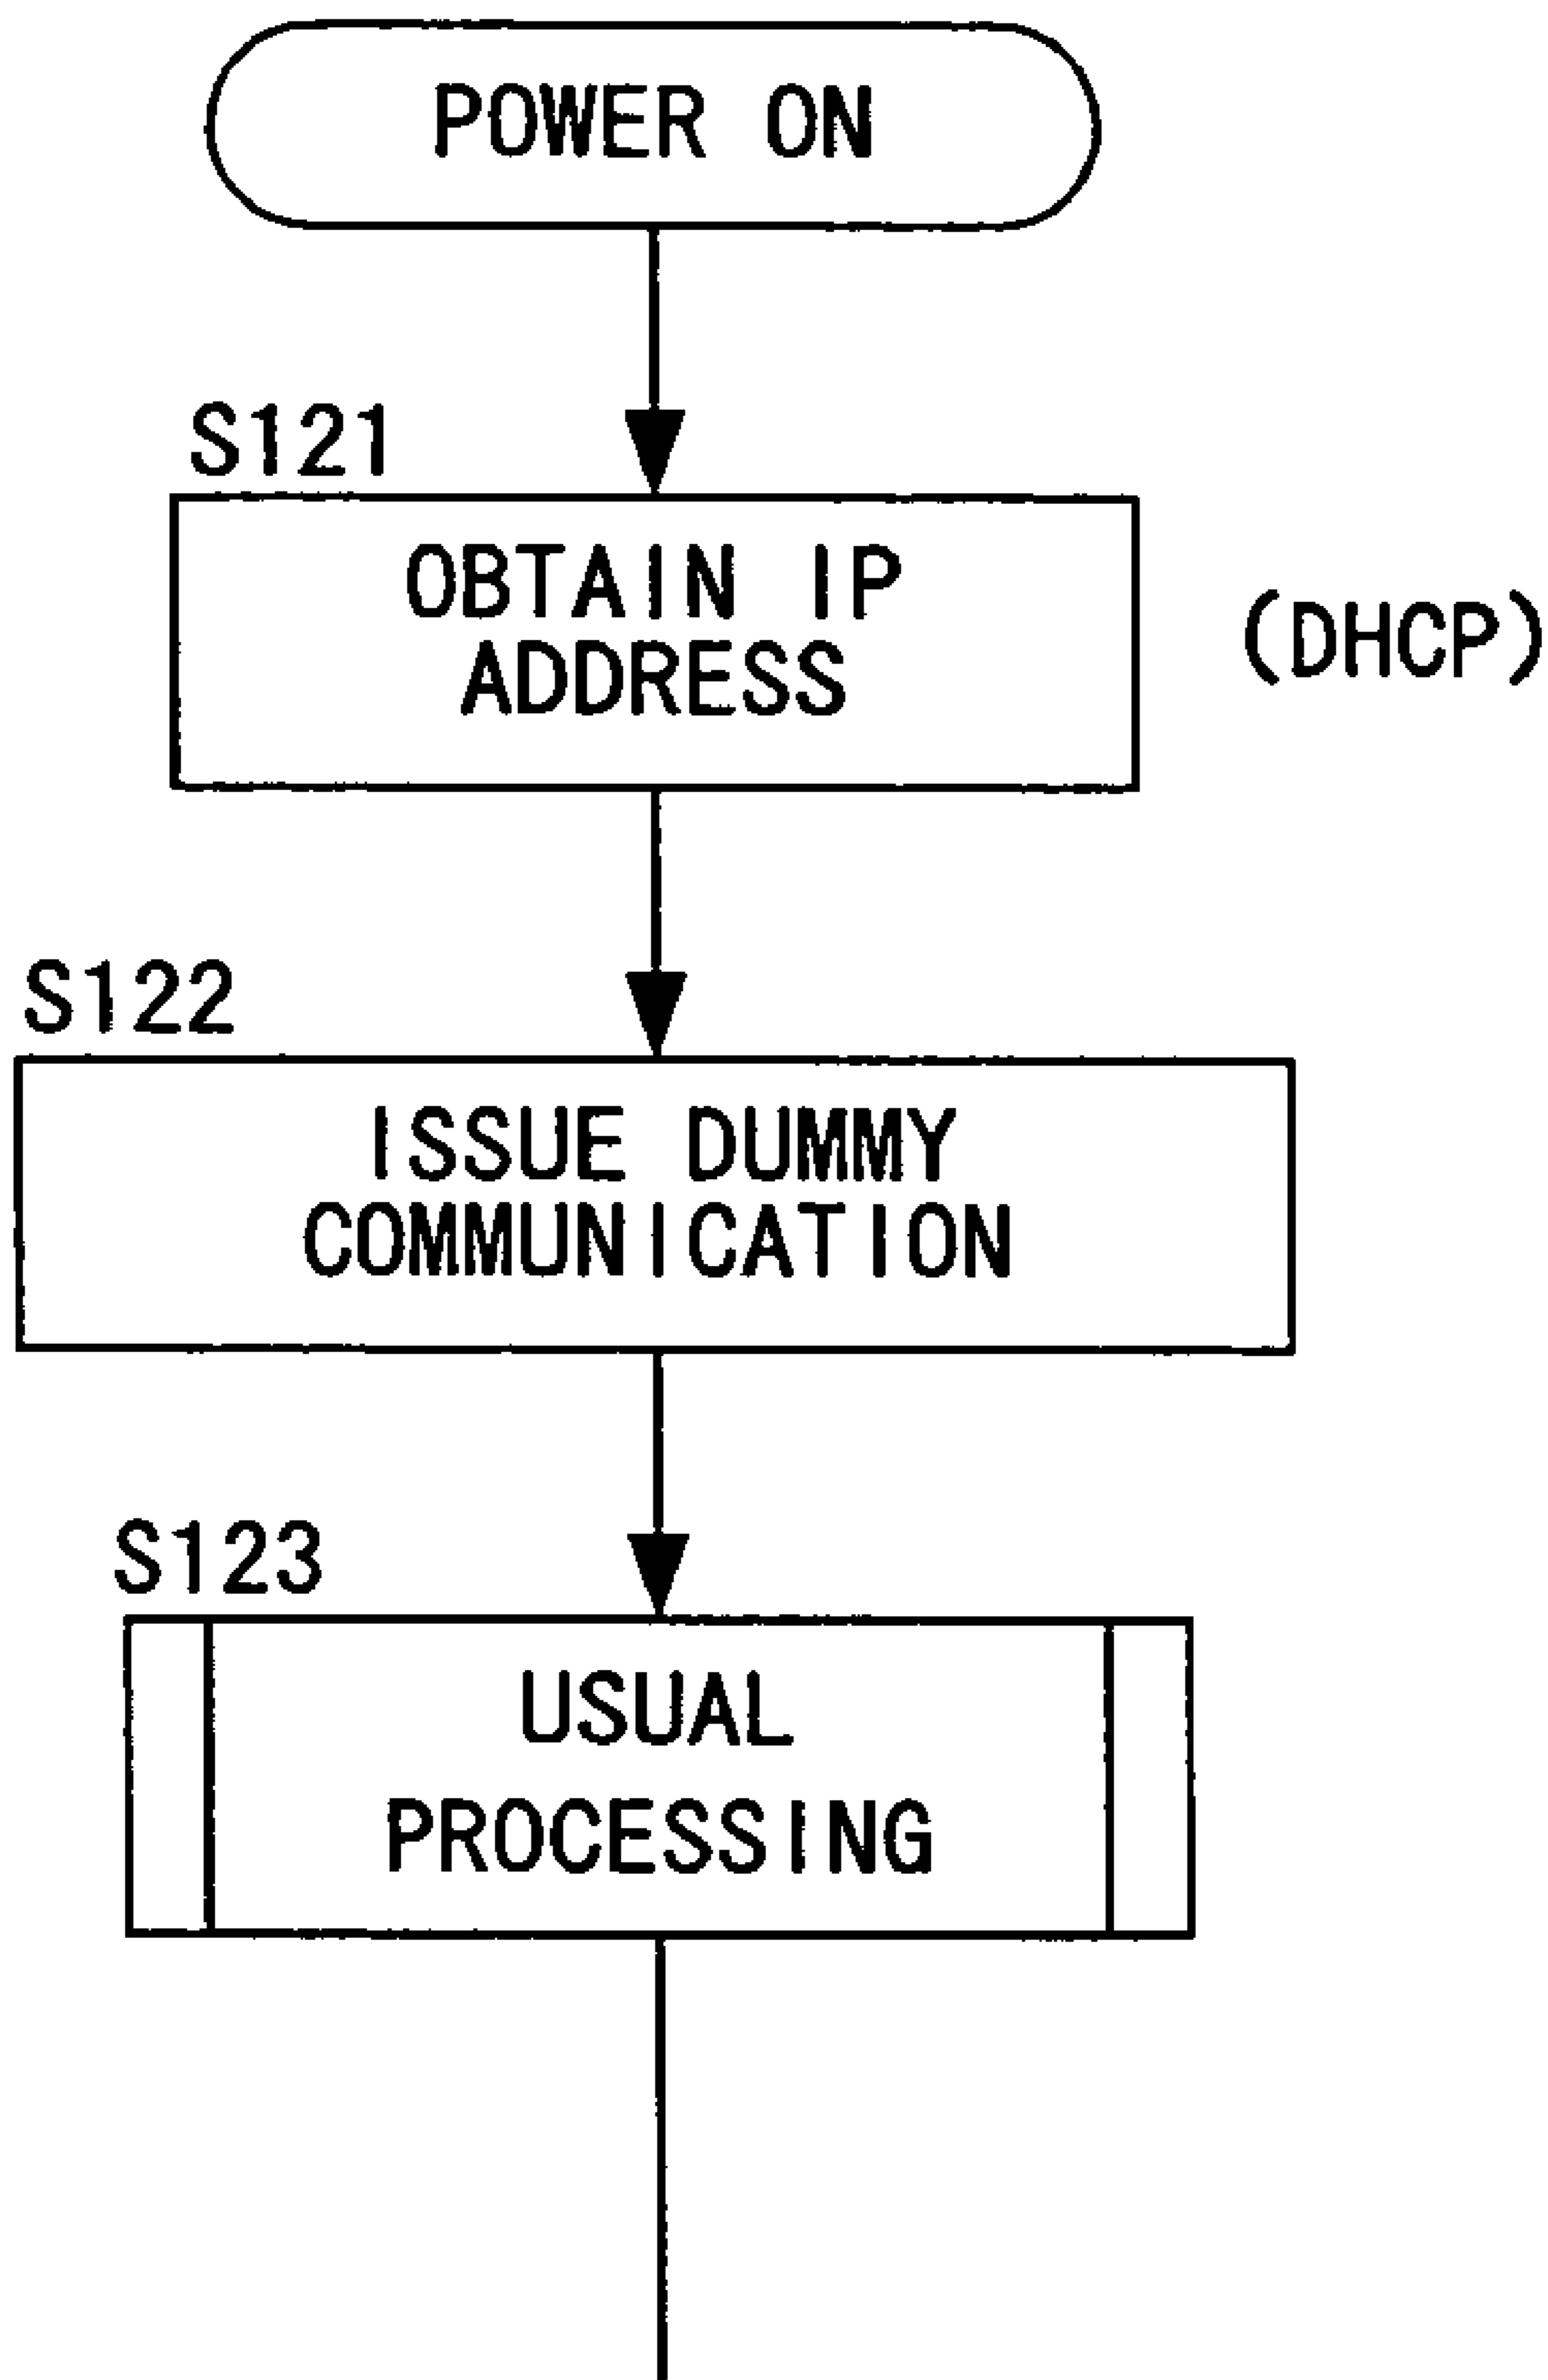 POWER ON
S121
OBTAIN IP
ADDRESS
(DHCP)
S122
ISSUE DUMMY
COMMUNICATION
S123
USUAL
PROCESSING